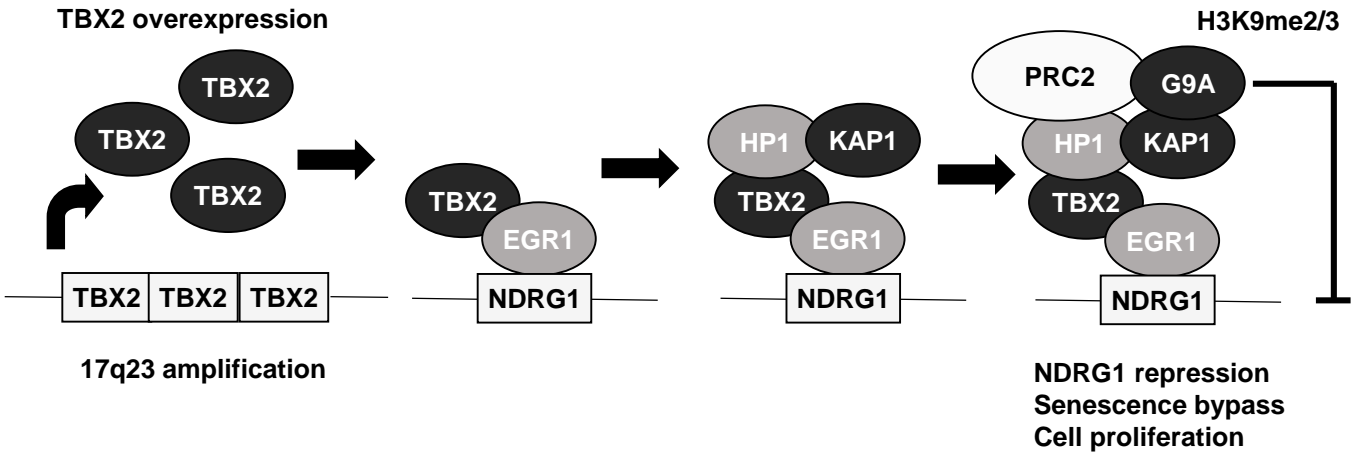 TBX2 overexpression
TBX2
TBX2
TBX2
TBX2 TBX2 TBX2
17q23 amplification
TBX2
EGR1
NDRG1
HP1 KAP1
TBX2
EGR1
NDRG1
H3K9me2/3
PRC2 G9A
HP1 KAP1
TBX2
EGR1
NDRG1
NDRG1 repression
Senescence bypass
Cell proliferation